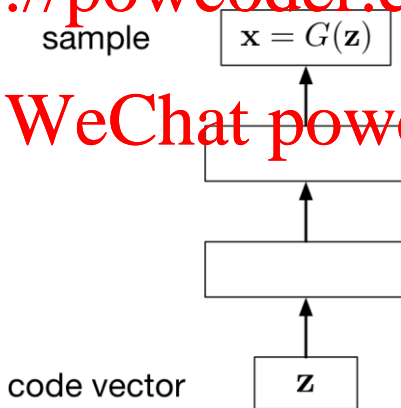 ://powcoder.c
sample
x = G(z)
WeChat powc
code vector
z